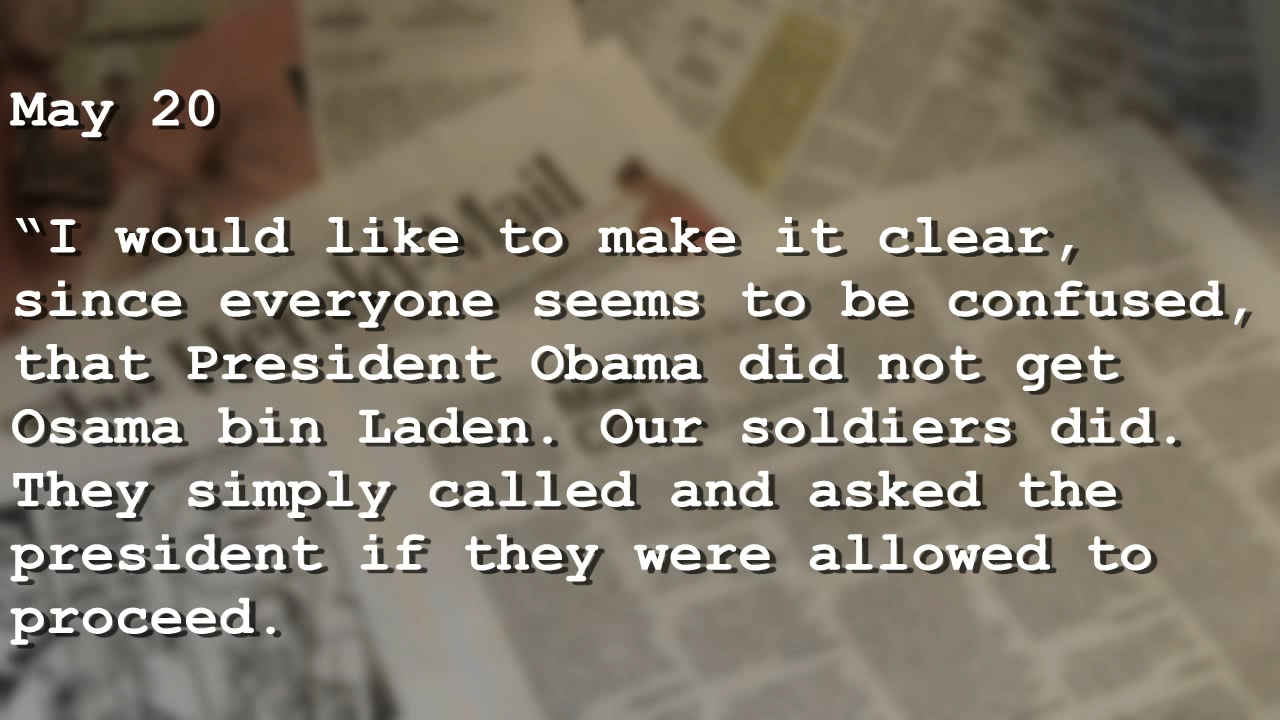 May 20
“I would like to make it clear,
since everyone seems to be confused,
that President Obama did not get
Osama bin Laden. Our soldiers did.
They simply called and asked the
president if they were allowed to
proceed.